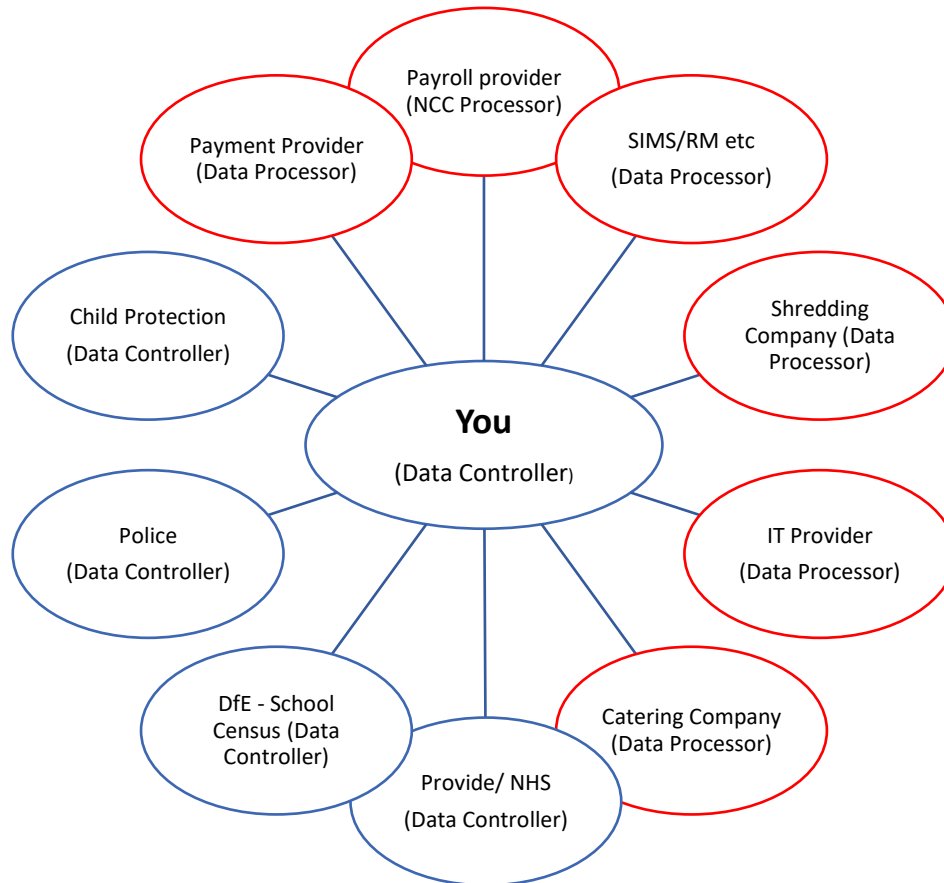 Payroll provider
(NCC Processor)
Payment Provider
(Data Processor)
SIMS/RM etc
(Data Processor)
Child Protection
(Data Controller)
Shredding
Company (Data
Processor)
You
(Data Controller)
Police
(Data Controller)
IT Provider
(Data Processor)
DfE - School
Census (Data
Controller)
Catering Company
(Data Processor)
Provide/ NHS
(Data Controller)